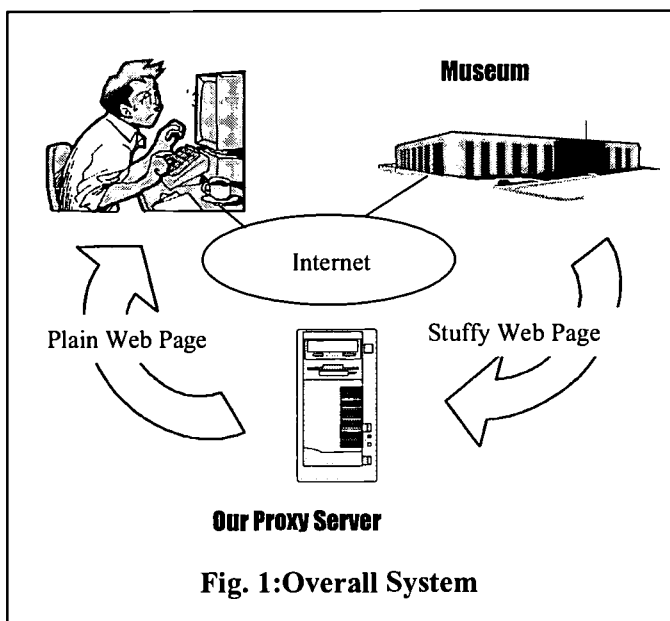 Museum
Internet
Plain Web Page
Stuffy Web Page
Our Proxy Server
Fig. 1:Overall System